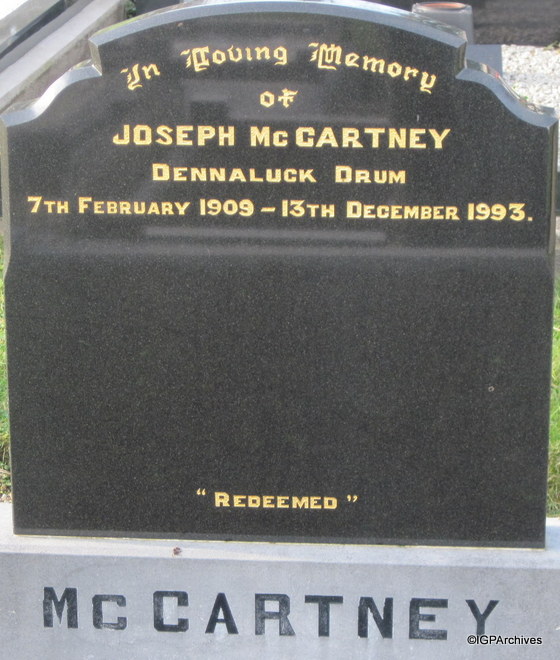 In Loving Memory
of
JOSEPH McCARTNEY
DENNALUCK DRUM
7TH FEBRUARY 1909 – 13TH DECEMBER 1993.
“ REDEEMED ”
McCARTNEY
©IGPArchives